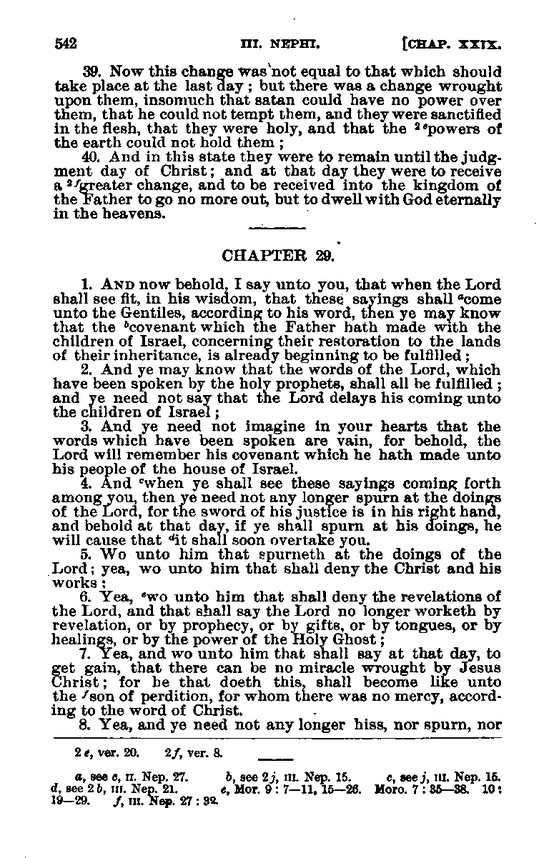 542 III. NEPHI. [CHAP. XXIX.
39. Now this change was not equal to that which should
take place at the last day ; but there was a change wrought
upon them, insomuch that satan could have no power over
them, that he could not tempt them, and they were sanctified
in the flesh, that they were holy, and that the ²ᵉpowers of
the earth could not hold them ;
40. And in this state they were to remain until the judg-
ment day of Christ ; and at that day they were to receive
a ²ᶠgreater change, and to be received into the kingdom of
the Father to go no more out, but to dwell with God eternally
in the heavens.
CHAPTER 29.
1. AND now behold, I say unto you, that when the Lord
shall see fit, in his wisdom, that these sayings shall ᵃcome
unto the Gentiles, according to his word, then ye may know
that the ᵇcovenant which the Father hath made with the
children of Israel, concerning their restoration to the lands
of their inheritance, is already beginning to be fulfilled ;
2. And ye may know that the words of the Lord, which
have been spoken by the holy prophets, shall all be fulfilled ;
and ye need not say that the Lord delays his coming unto
the children of Israel ;
3. And ye need not imagine in your hearts that the
words which have been spoken are vain, for behold, the
Lord will remember his covenant which he hath made unto
his people of the house of Israel.
4. And ᶜwhen ye shall see these sayings coming forth
among you, then ye need not any longer spurn at the doings
of the Lord, for the sword of his justice is in his right hand,
and behold at that day, if ye shall spurn at his doings, he
will cause that ᵈit shall soon overtake you.
5. Wo unto him that spurneth at the doings of the
Lord ; yea, wo unto him that shall deny the Christ and his
works ;
6. Yea, ᵉwo unto him that shall deny the revelations of
the Lord, and that shall say the Lord no longer worketh by
revelation, or by prophecy, or by gifts, or by tongues, or by
healings, or by the power of the Holy Ghost ;
7. Yea, and wo unto him that shall say at that day, to
get gain, that there can be no miracle wrought by Jesus
Christ ; for he that doeth this, shall become like unto
the ᶠson of perdition, for whom there was no mercy, accord-
ing to the word of Christ.
8. Yea, and ye need not any longer hiss, nor spurn, nor
2 e, ver. 20. 2 f, ver. 8.
a, see e, II. Nep. 27. b, see 2 j, III. Nep. 15. c, see j, III. Nep. 15.
d, see 2 b, III. Nep. 21. e, Mor. 9 : 7—11, 15—26. Moro. 7 : 35—38. 10 :
19—29. f, III. Nep. 27 : 32.